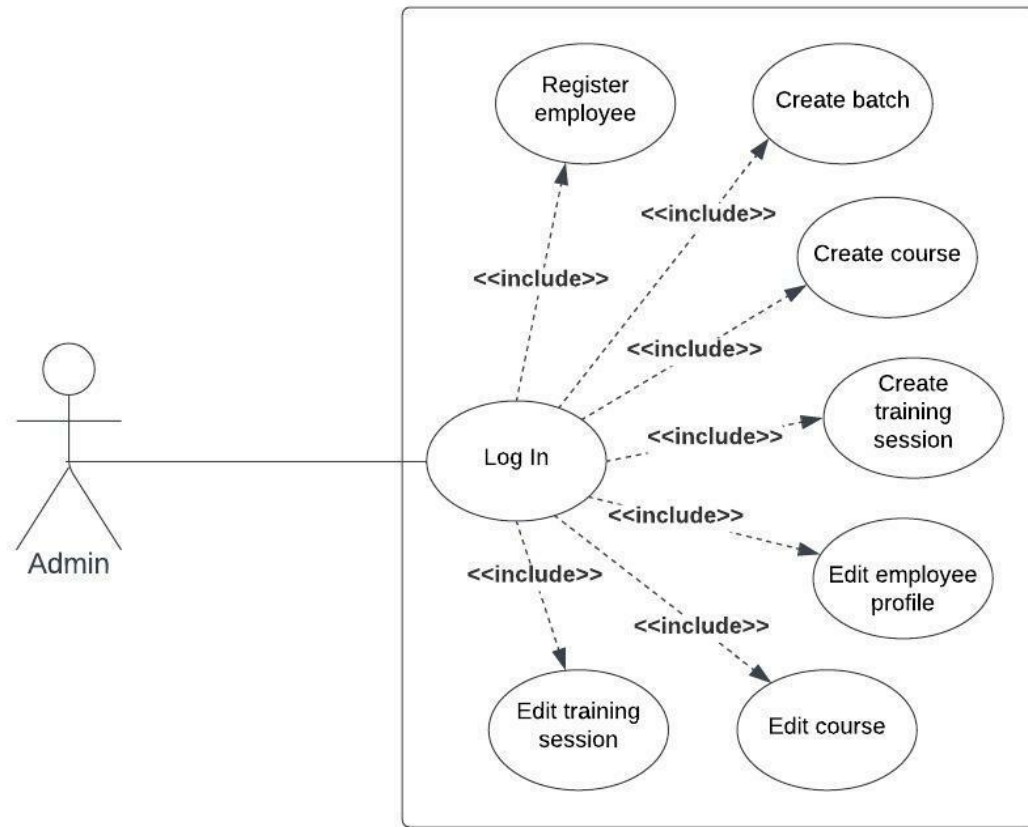 Register
employee
Create batch
<<include>>
Create course
<<include>>
<<include>>
Create
training
session
<<include>>
Log In
<<include>>
Admin
<<include>>
Edit employee
profile
<<include>>
Edit training
session
Edit course